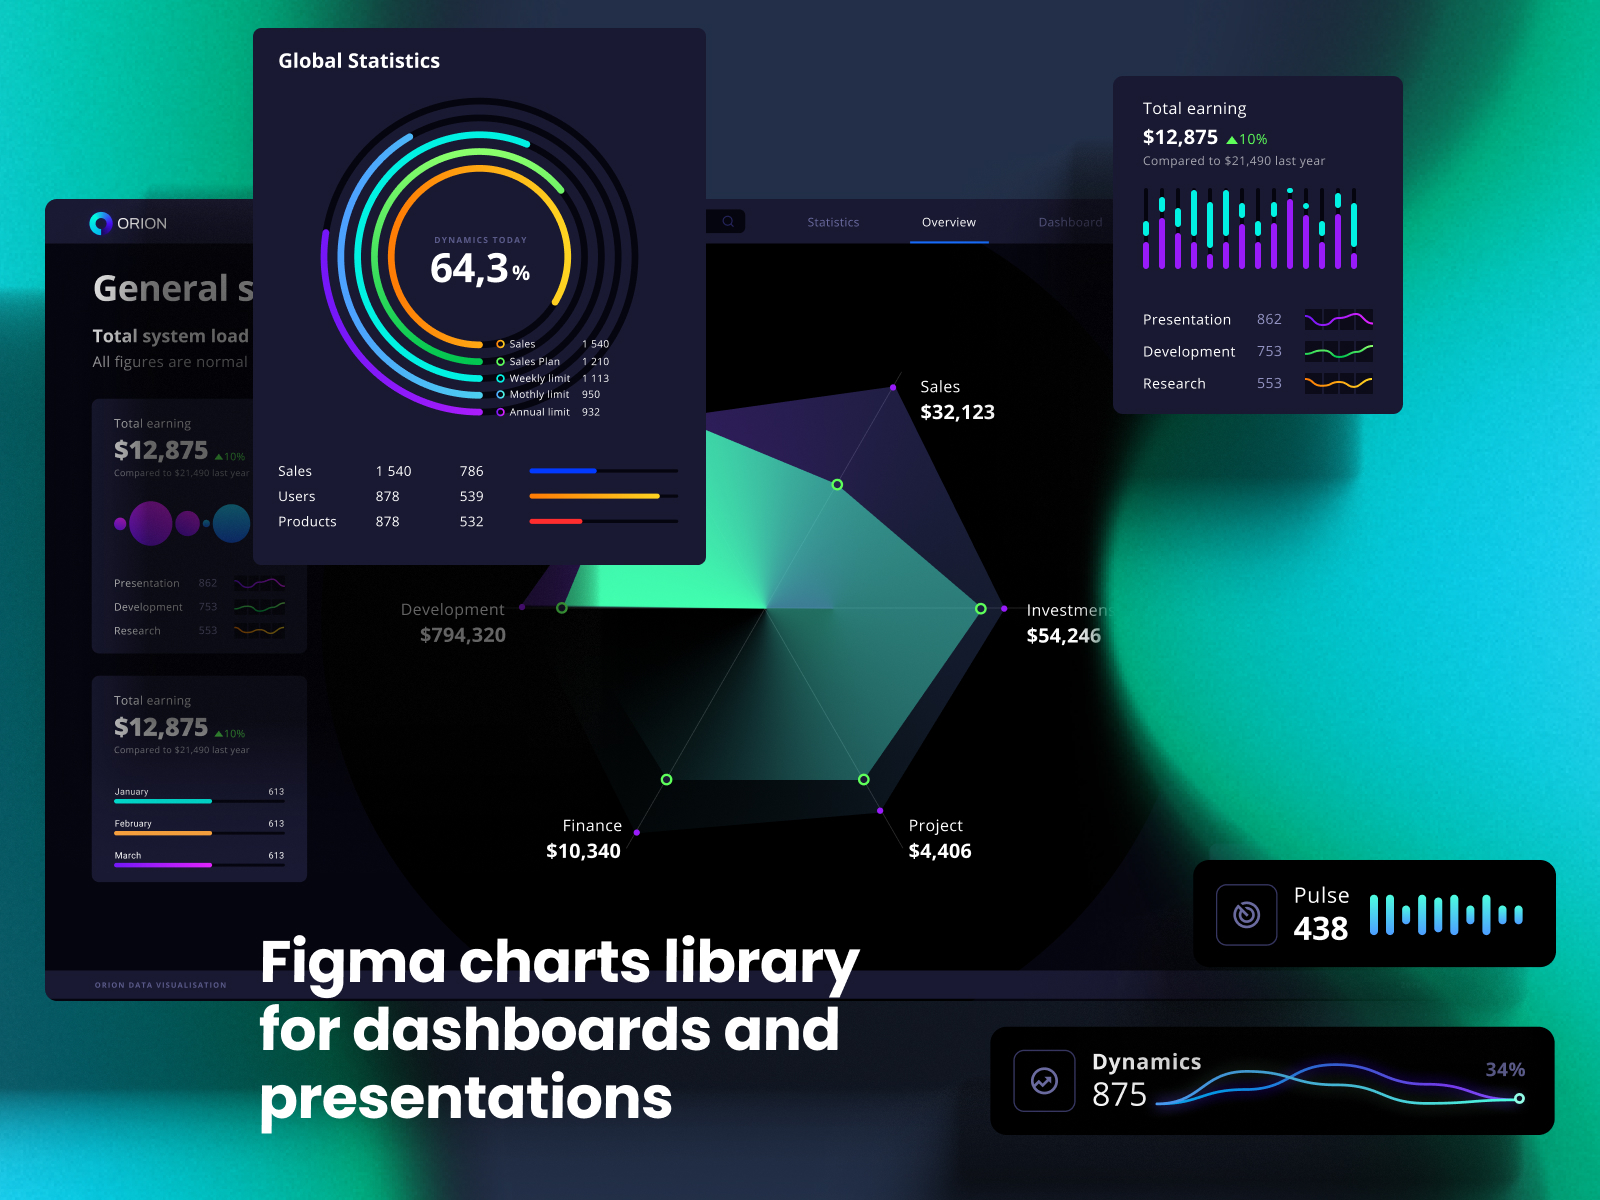 Global Statistics
DYNAMICS TODAY
64,3%
Sales 1 540
Sales Plan 1 210
Weekly limit 1 113
Mothly limit 950
Annual limit 932
Sales 1 540 786
Users 878 539
Products 878 532
Total earning
$12,875 10%
Compared to $21,490 last year
Presentation 862
Development 753
Research 553
ORION
Statistics Overview Dashboard
General s
Total system load
All figures are normal
Total earning
$12,875 10%
Compared to $21,490 last year
Presentation 862
Development 753
Research 553
Total earning
$12,875 10%
Compared to $21,490 last year
January 613
February 613
March 613
Sales
$32,123
Investmens
$54,246
Development
$794,320
Finance
$10,340
Project
$4,406
ORION DATA VISUALISATION
Figma charts library
for dashboards and
presentations
Pulse
438
Dynamics
875
34%